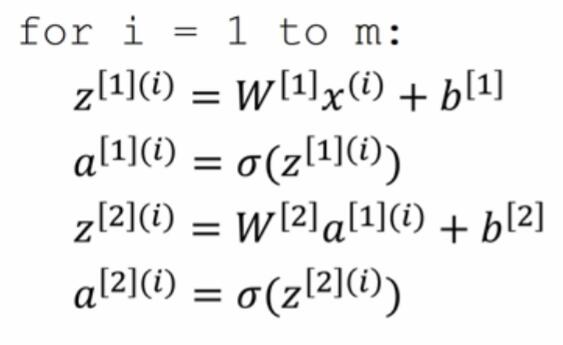 for i = 1 to m:
z^{[1](i)} = W^{[1]}x^{(i)} + b^{[1]}
a^{[1](i)} = σ(z^{[1](i)})
z^{[2](i)} = W^{[2]}a^{[1](i)} + b^{[2]}
a^{[2](i)} = σ(z^{[2](i)})